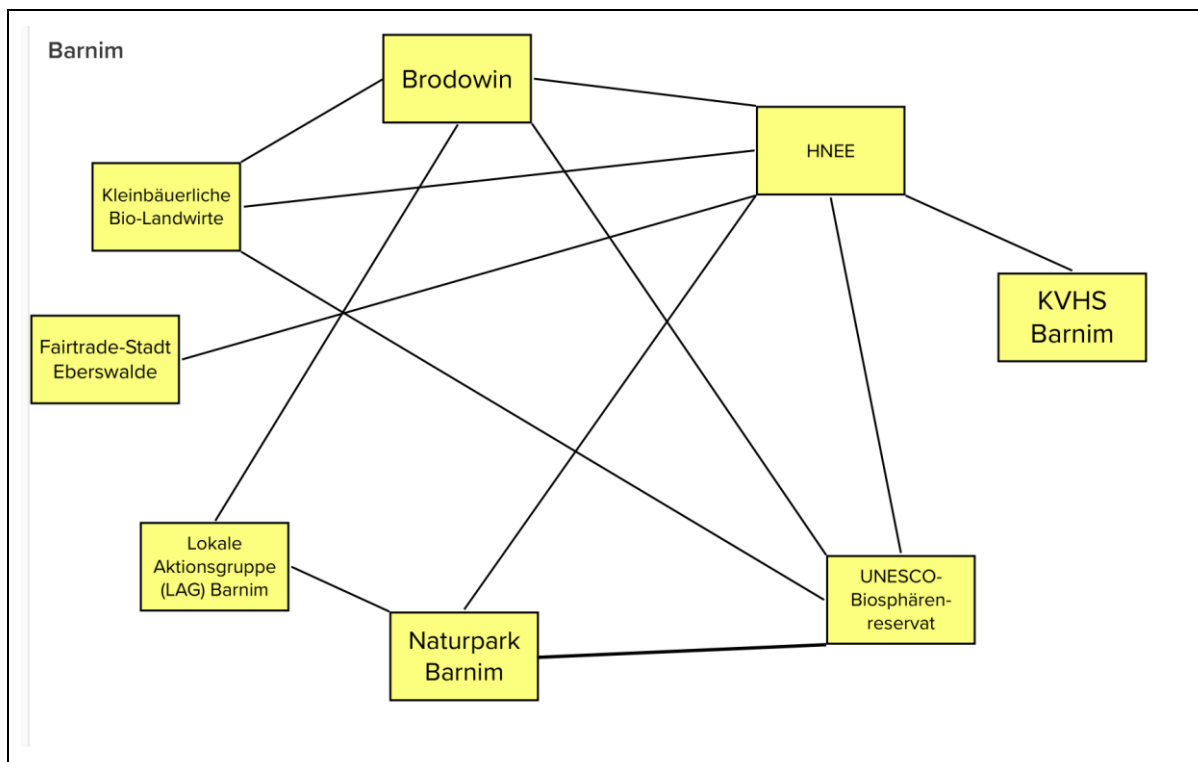 Barnim
Brodowin
HNEE
Kleinbäuerliche
Bio-Landwirte
KVHS
Barnim
Fairtrade-Stadt
Eberswalde
Lokale
Aktionsgruppe
(LAG) Barnim
UNESCO-
Biosphären-
reservat
Naturpark
Barnim